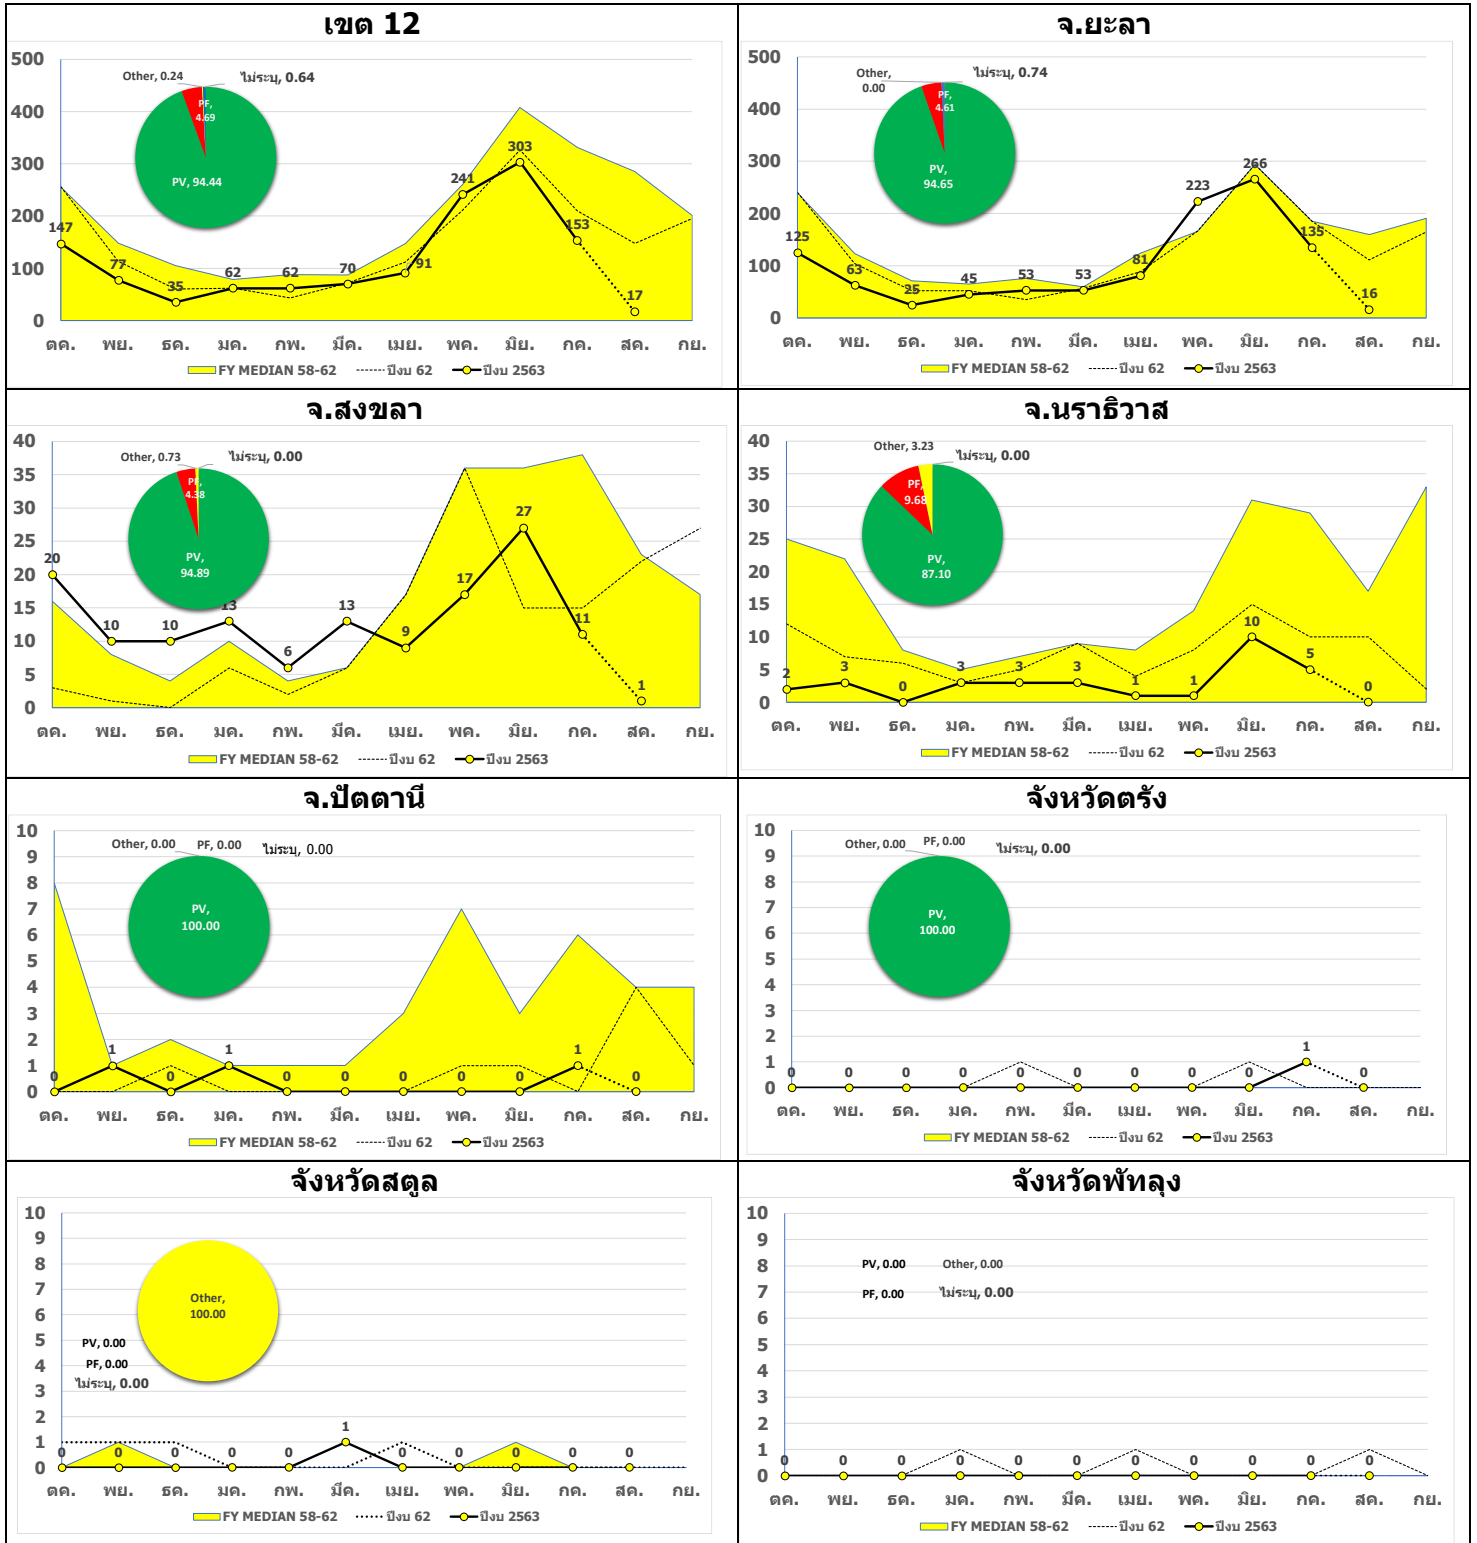 เขต 12
500
400
300
200
100
0
Other, 0.24
ไม่ระบุ, 0.64
PF, 4.69
PV, 94.44
147 77 35 62 62 70 91 241 303 153 17
ตค. พย. ธค. มค. กพ. มีค. เมย. พค. มิย. กค. สค. กย.
FY MEDIAN 58-62 ปีงบ 62 ปีงบ 2563
จ.ยะลา
500
400
300
200
100
0
Other, 0.00
ไม่ระบุ, 0.74
PF, 4.61
PV, 94.65
125 63 25 45 53 53 81 223 266 135 16
ตค. พย. ธค. มค. กพ. มีค. เมย. พค. มิย. กค. สค. กย.
FY MEDIAN 58-62 ปีงบ 62 ปีงบ 2563
จ.สงขลา
40
35
30
25
20
15
10
5
0
Other, 0.73
ไม่ระบุ, 0.00
PF, 4.38
PV, 94.89
20 10 10 13 6 13 9 17 27 11 1
ตค. พย. ธค. มค. กพ. มีค. เมย. พค. มิย. กค. สค. กย.
FY MEDIAN 58-62 ปีงบ 62 ปีงบ 2563
จ.นราธิวาส
40
35
30
25
20
15
10
5
0
Other, 3.23
ไม่ระบุ, 0.00
PF, 9.68
PV, 87.10
2 3 0 3 3 3 1 1 10 5 0
ตค. พย. ธค. มค. กพ. มีค. เมย. พค. มิย. กค. สค. กย.
FY MEDIAN 58-62 ปีงบ 62 ปีงบ 2563
จ.ปัตตานี
10
9
8
7
6
5
4
3
2
1
0
Other, 0.00 PF, 0.00 ไม่ระบุ, 0.00
PV, 100.00
0 1 0 1 0 0 0 0 0 1 0
ตค. พย. ธค. มค. กพ. มีค. เมย. พค. มิย. กค. สค. กย.
FY MEDIAN 58-62 ปีงบ 62 ปีงบ 2563
จังหวัดตรัง
10
9
8
7
6
5
4
3
2
1
0
Other, 0.00 PF, 0.00 ไม่ระบุ, 0.00
PV, 100.00
0 0 0 0 0 0 0 0 0 1 0
ตค. พย. ธค. มค. กพ. มีค. เมย. พค. มิย. กค. สค. กย.
FY MEDIAN 58-62 ปีงบ 62 ปีงบ 2563
จังหวัดสตูล
10
9
8
7
6
5
4
3
2
1
0
Other, 100.00
PV, 0.00
PF, 0.00
ไม่ระบุ, 0.00
0 0 0 0 0 1 0 0 0 0 0
ตค. พย. ธค. มค. กพ. มีค. เมย. พค. มิย. กค. สค. กย.
FY MEDIAN 58-62 ปีงบ 62 ปีงบ 2563
จังหวัดพัทลุง
10
9
8
7
6
5
4
3
2
1
0
PV, 0.00 Other, 0.00
PF, 0.00 ไม่ระบุ, 0.00
0 0 0 0 0 0 0 0 0 0 0
ตค. พย. ธค. มค. กพ. มีค. เมย. พค. มิย. กค. สค. กย.
FY MEDIAN 58-62 ปีงบ 62 ปีงบ 2563